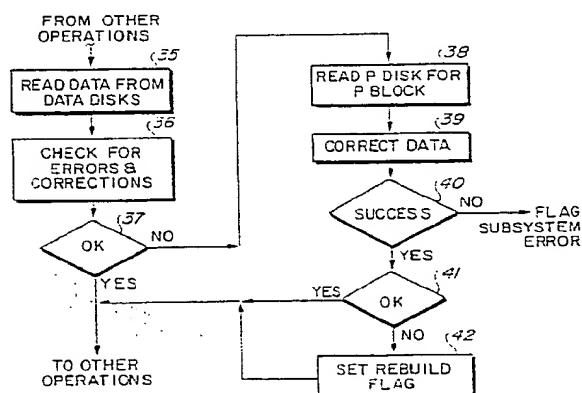 FROM OTHER
OPERATIONS
35
READ DATA FROM
DATA DISKS
36
CHECK FOR
ERRORS &
CORRECTIONS
37
OK
NO
YES
TO OTHER
OPERATIONS
38
READ P DISK FOR
P BLOCK
39
CORRECT DATA
40
SUCCESS
NO
FLAG
SUBSYSTEM
ERROR
YES
41
YES
OK
NO
42
SET REBUILD
FLAG